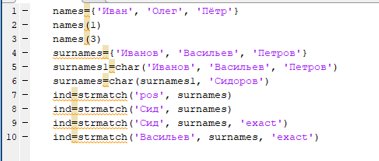 1 - names={'Иван', 'Олег', 'Пётр'}
2 - names(1)
3 - names{3}
4 - surnames={'Иванов', 'Васильев', 'Петров'}
5 - surnames1=char('Иванов', 'Васильев', 'Петров')
6 - surnames=char(surnames1, 'Сидоров')
7 - ind=strmatch('pos', surnames)
8 - ind=strmatch('Сид', surnames)
9 - ind=strmatch('Сид', surnames, 'exact')
10 - ind=strmatch('Васильев', surnames, 'exact')